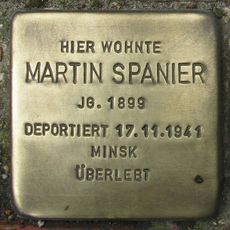 HIER WOHNTE
MARTIN SPANIER
JG. 1899
DEPORTIERT 17.11.1941
MINSK
ÜBERLEBT